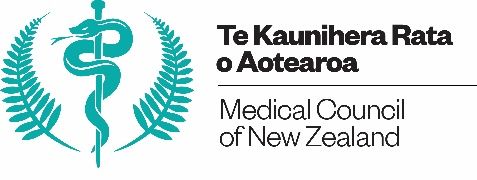 Te Kaunihera Rata
o Aotearoa
Medical Council
of New Zealand